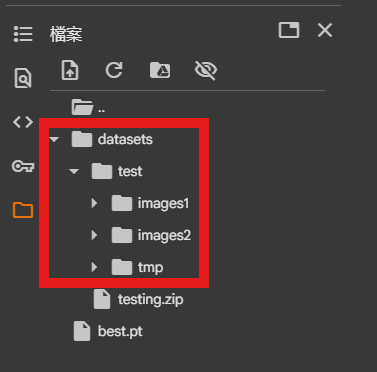 檔案
..
datasets
test
images1
images2
tmp
testing.zip
best.pt